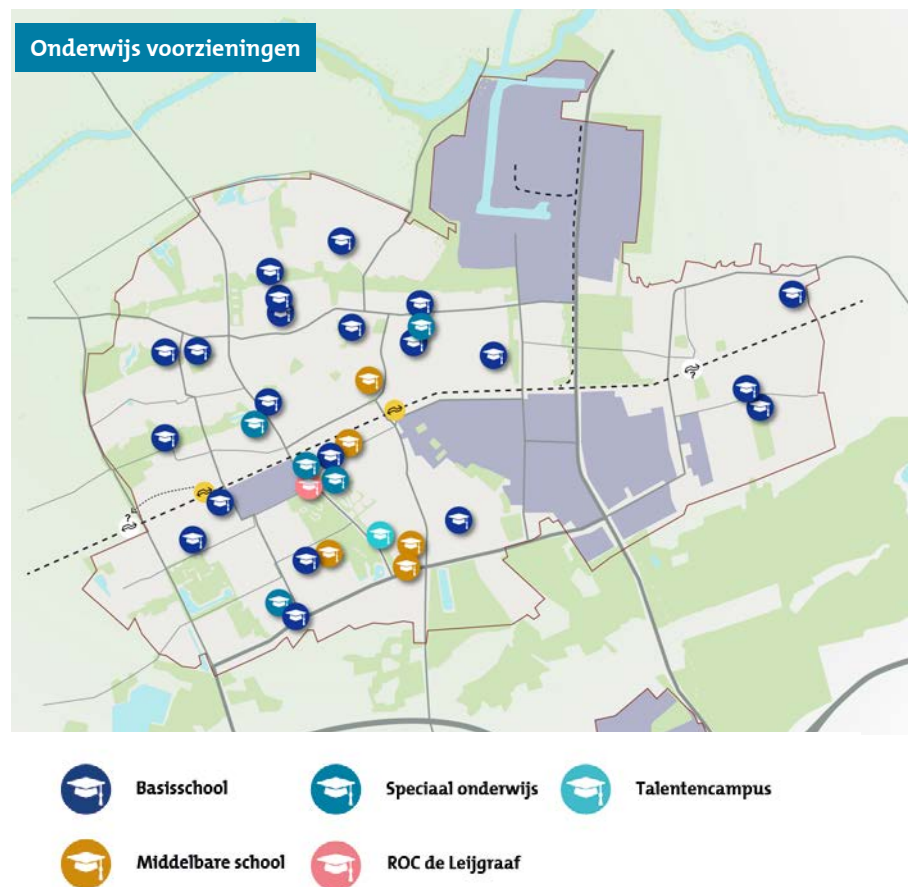 Onderwijs voorzieningen
?
?
Basisschool
Speciaal onderwijs
Talentencampus
Middelbare school
ROC de Leijgraaf